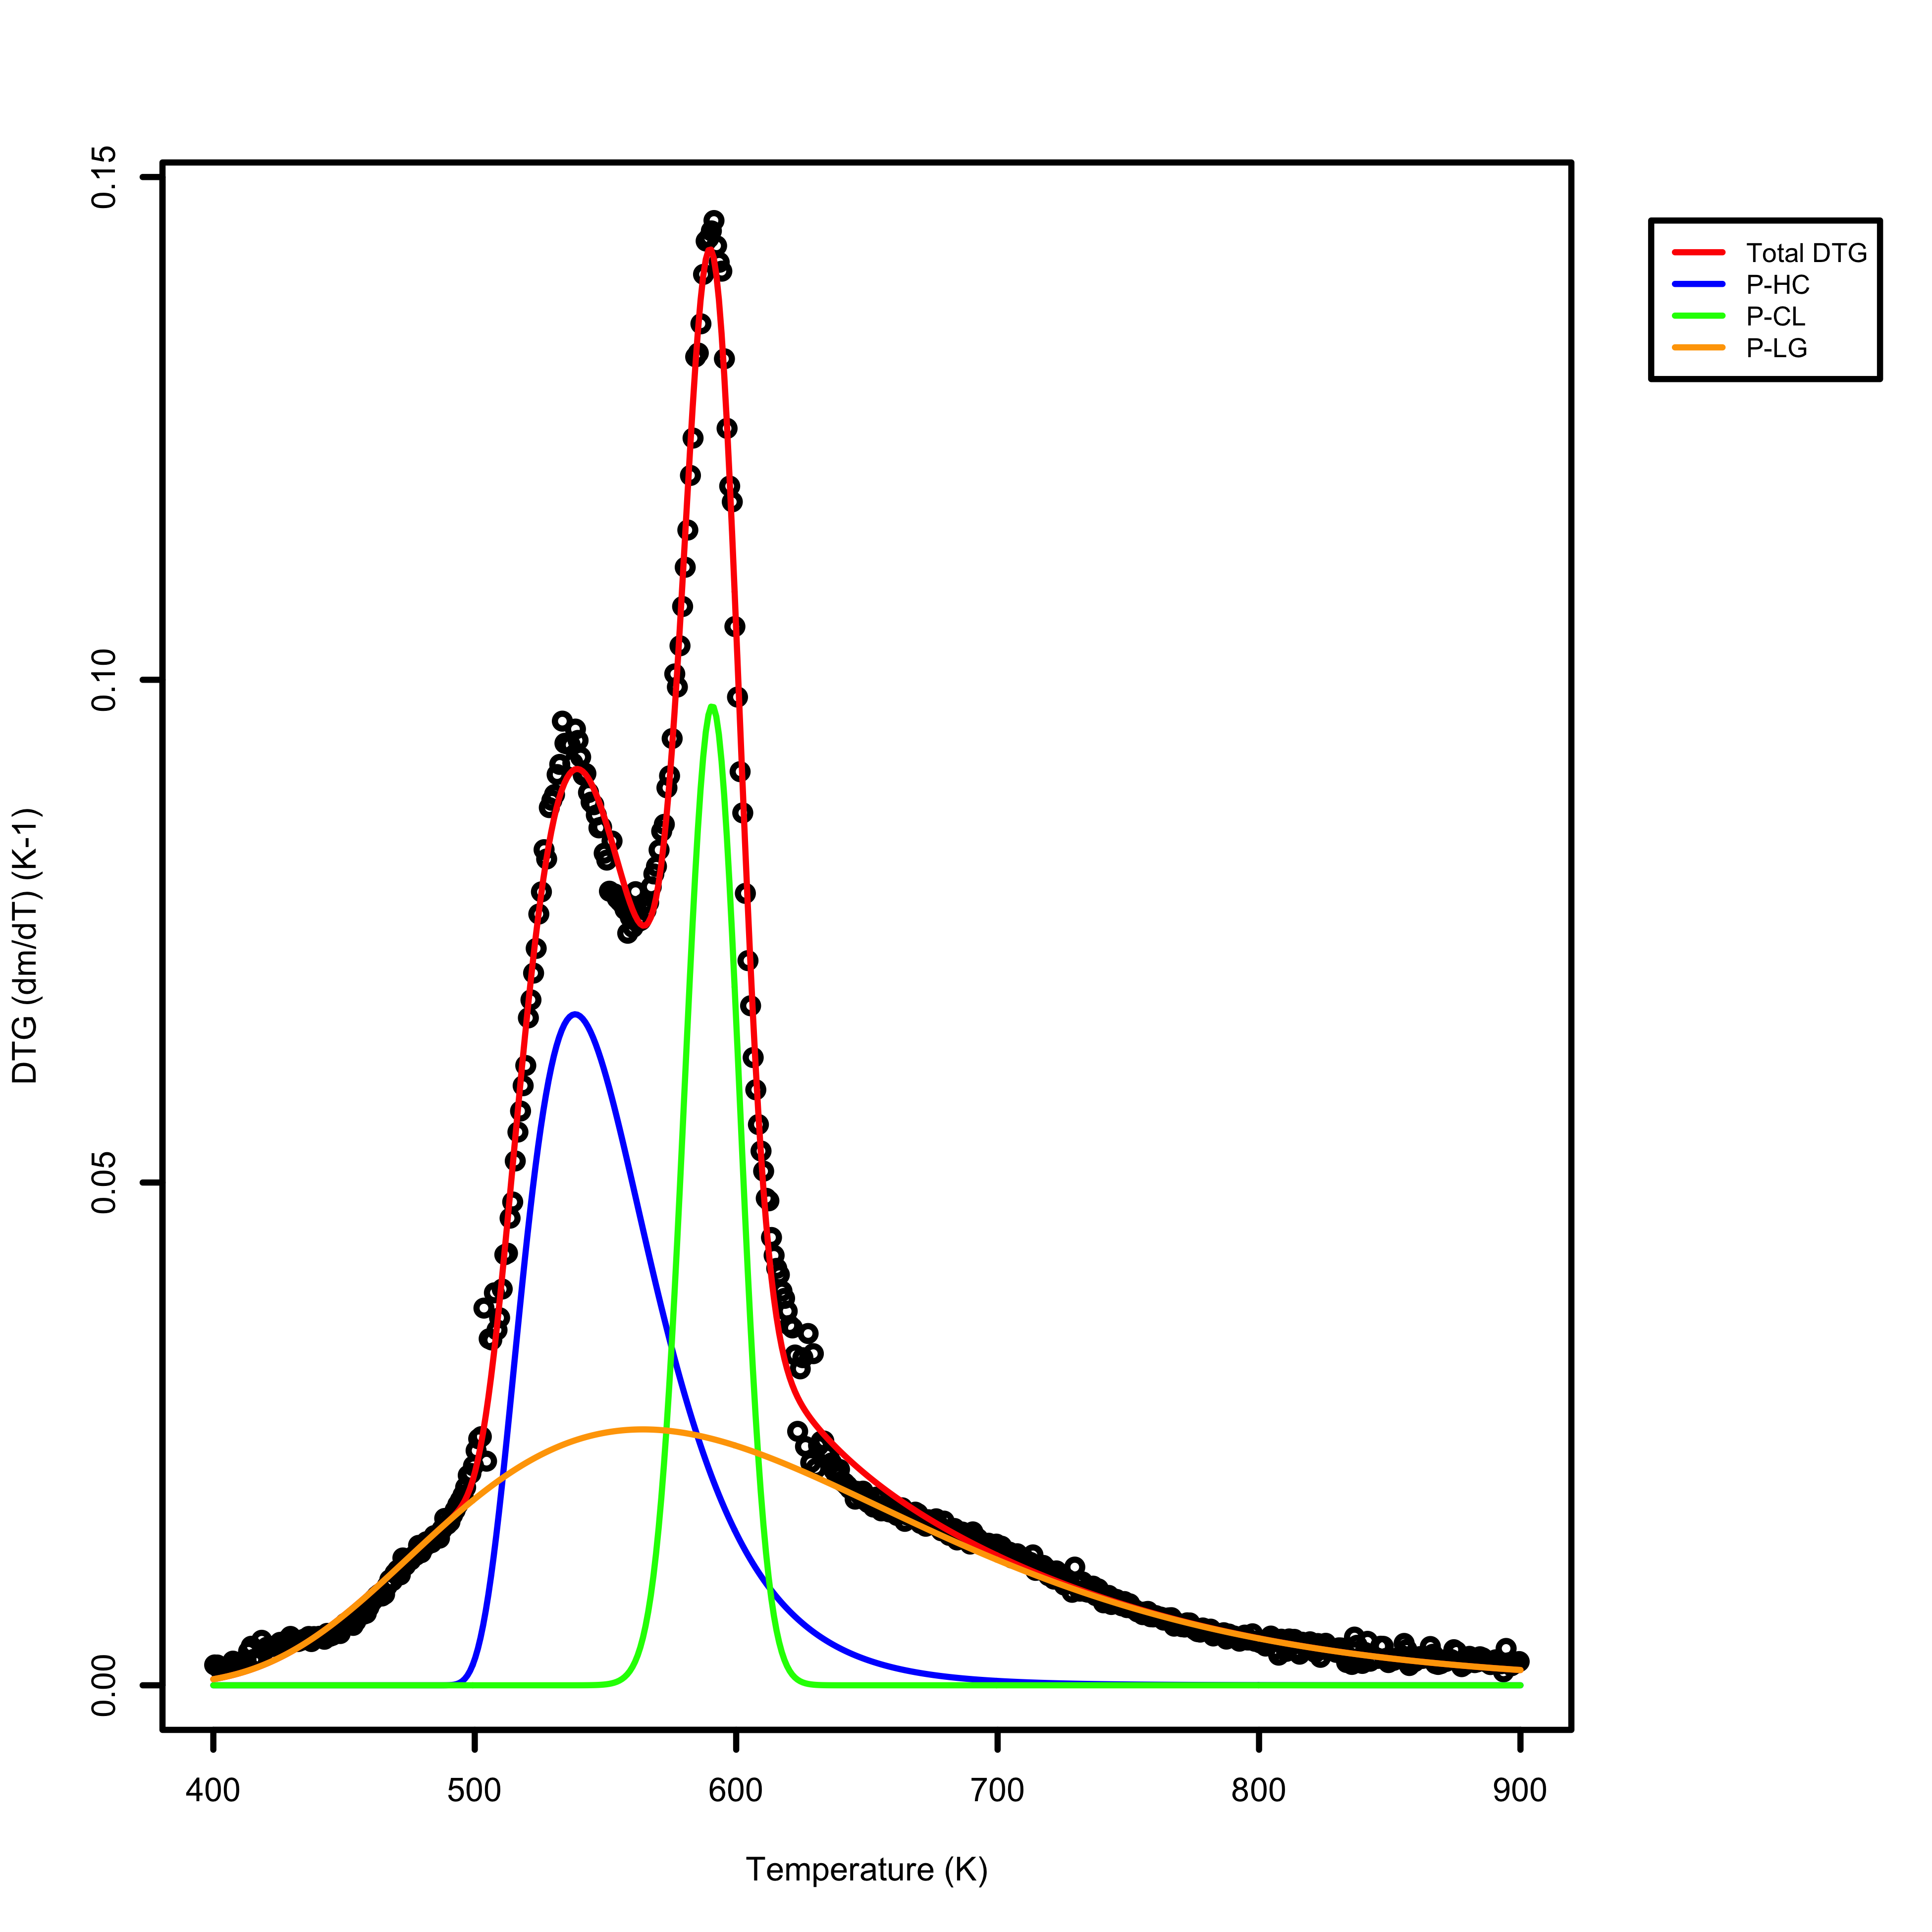 0.15
0.10
0.05
0.00
DTG (dm/dT) (K-1)
400
500
600
700
800
900
Temperature (K)
Total DTG
P-HC
P-CL
P-LG